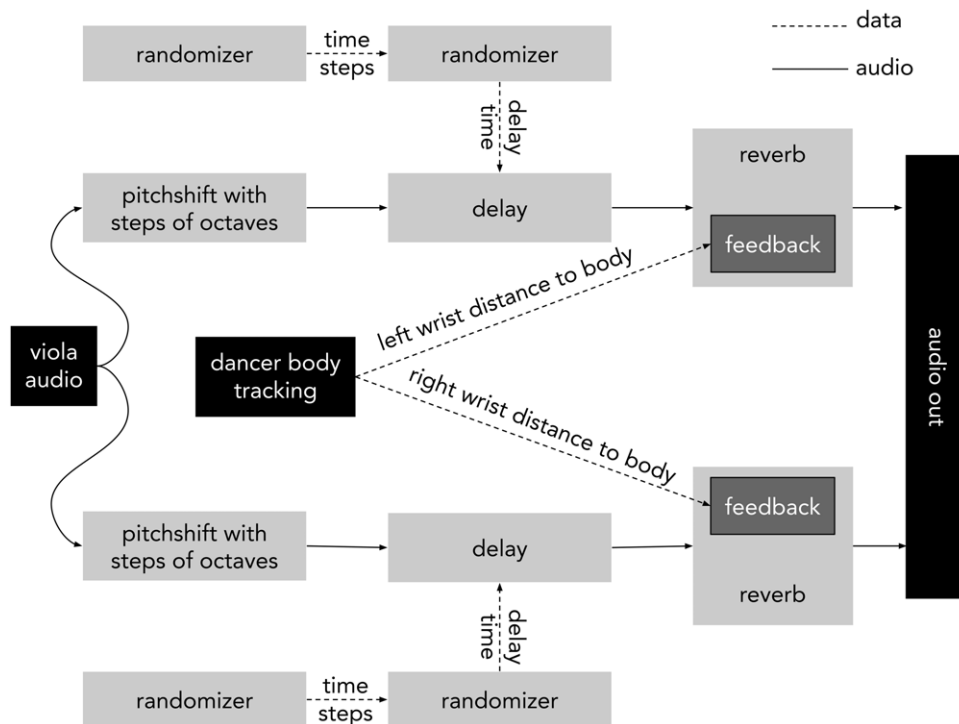 data
audio
randomizer
time
steps
randomizer
delay
time
pitchshift with
steps of octaves
delay
reverb
feedback
viola
audio
dancer body
tracking
left wrist distance to body
right wrist distance to body
audio out
feedback
reverb
pitchshift with
steps of octaves
delay
delay
time
randomizer
time
steps
randomizer